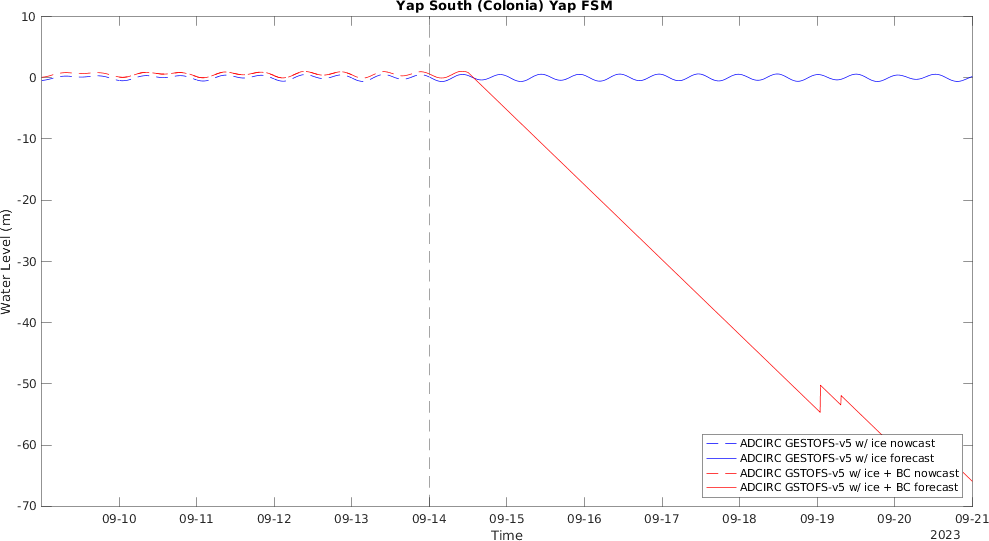 Yap South (Colonia) Yap FSM
10
0
-10
-20
-30
-40
-50
-60
-70
Water Level (m)
ADCIRC GESTOFS-v5 w/ ice nowcast
ADCIRC GESTOFS-v5 w/ ice forecast
ADCIRC GSTOFS-v5 w/ ice + BC nowcast
ADCIRC GSTOFS-v5 w/ ice + BC forecast
09-10 09-11 09-12 09-13 09-14 09-15 09-16 09-17 09-18 09-19 09-20 09-21
Time
2023